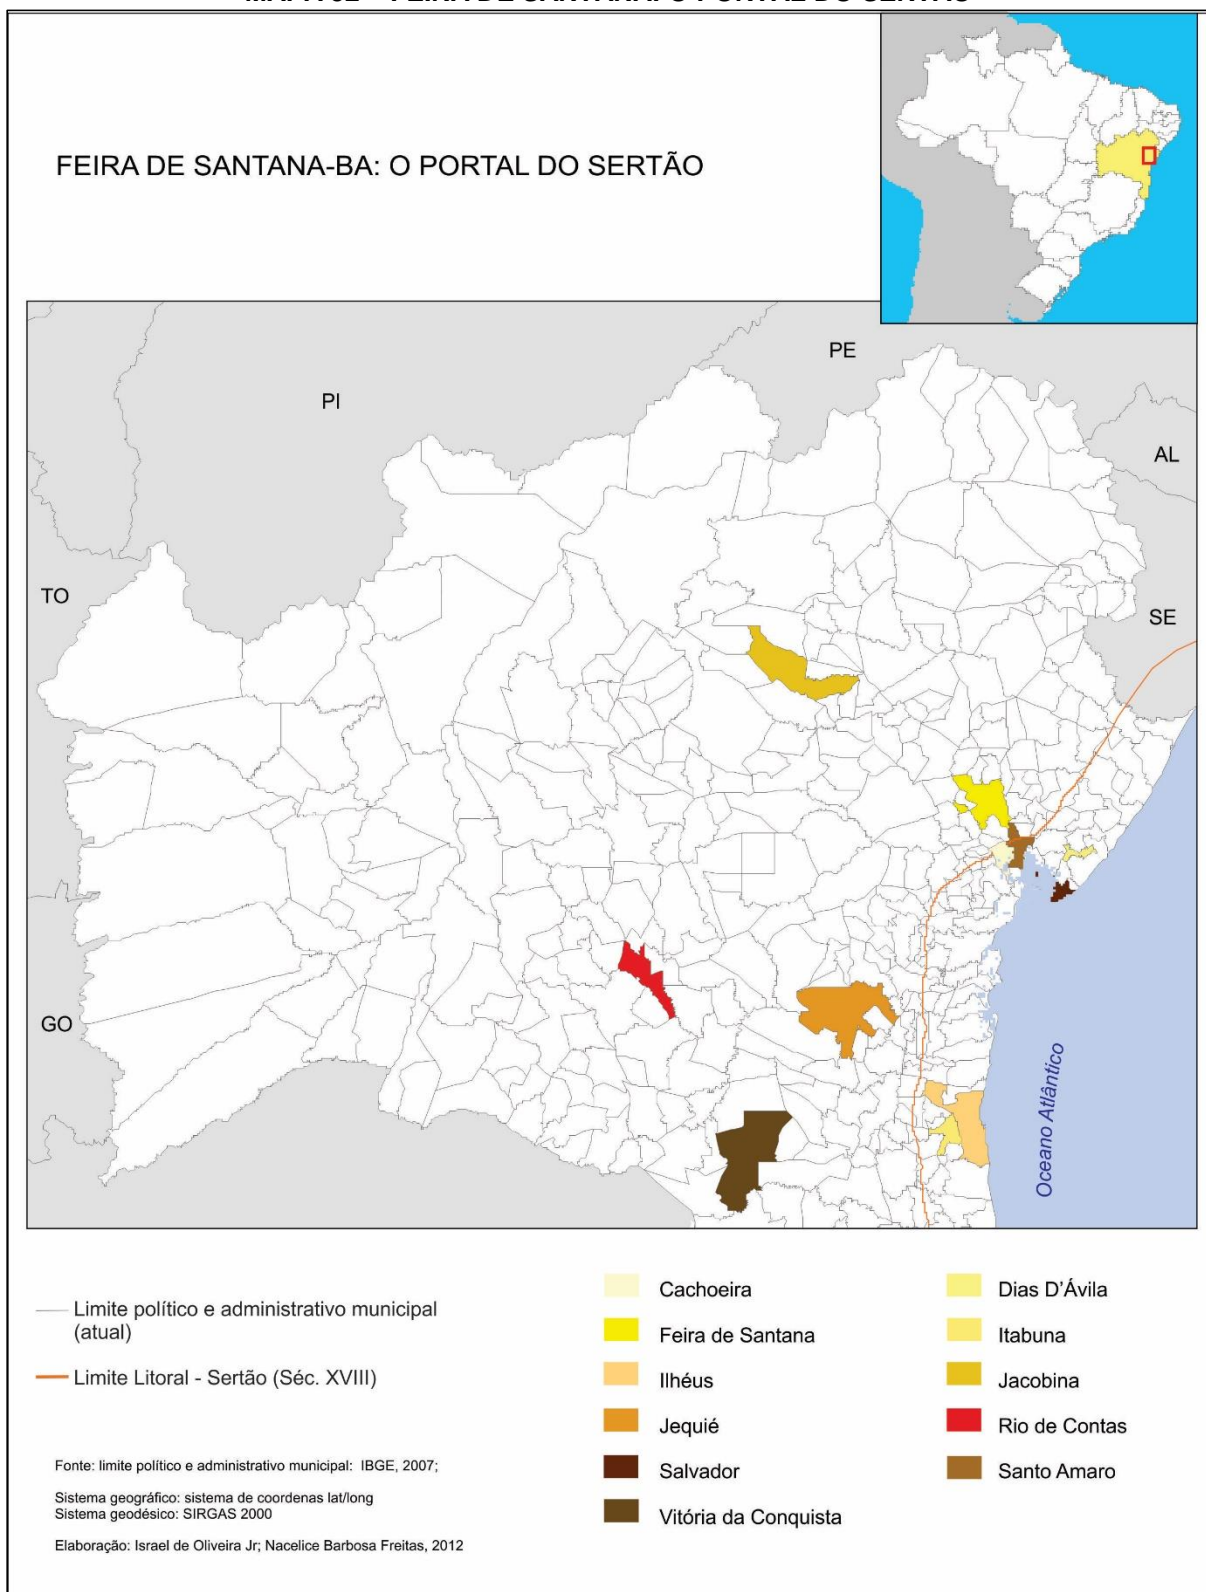 FEIRA DE SANTANA-BA: O PORTAL DO SERTÃO
PE
PI
AL
TO
SE
GO
Oceano Atlântico
Limite político e administrativo municipal
(atual)
Limite Litoral - Sertão (Séc. XVIII)
Cachoeira
Feira de Santana
Ilhéus
Jequié
Salvador
Vitória da Conquista
Dias D'Ávila
Itabuna
Jacobina
Rio de Contas
Santo Amaro
Fonte: limite político e administrativo municipal: IBGE, 2007;
Sistema geográfico: sistema de coordenas lat/long
Sistema geodésico: SIRGAS 2000
Elaboração: Israel de Oliveira Jr; Nacelice Barbosa Freitas, 2012